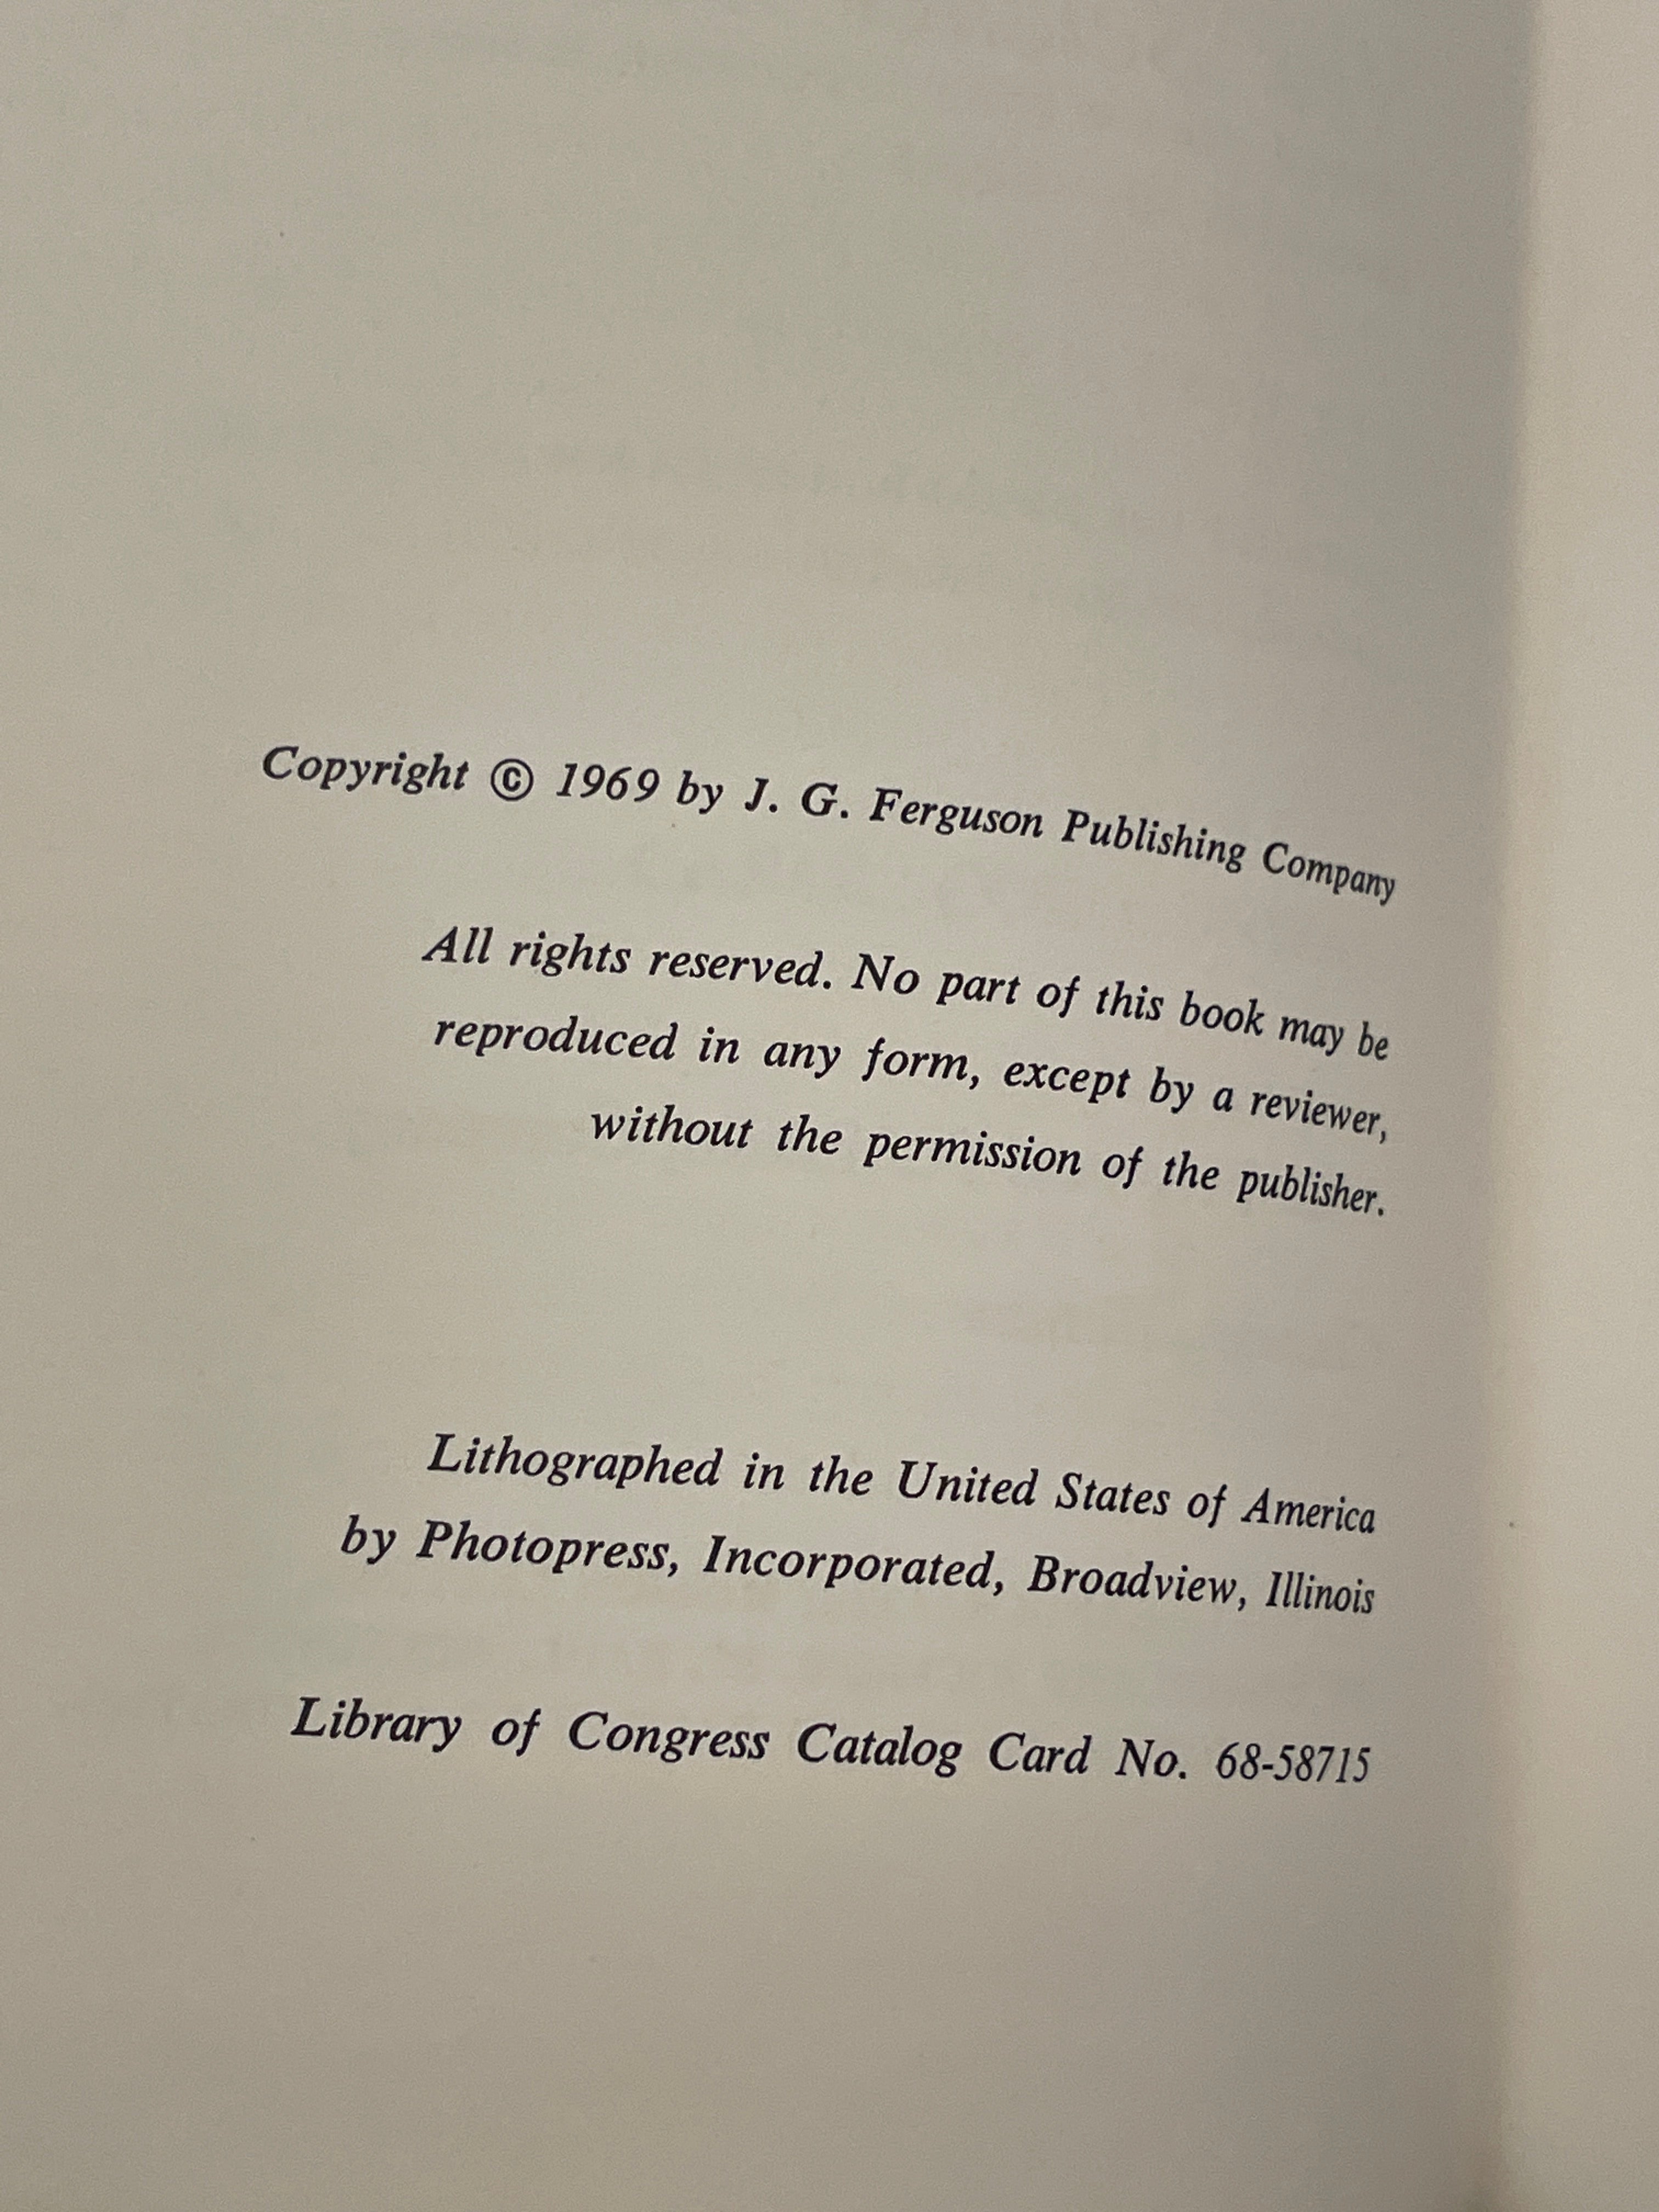 Copyright © 1969 by J. G. Ferguson Publishing Company
All rights reserved. No part of this book may be
reproduced in any form, except by a reviewer,
without the permission of the publisher.
Lithographed in the United States of America
by Photopress, Incorporated, Broadview, Illinois
Library of Congress Catalog Card No. 68-58715